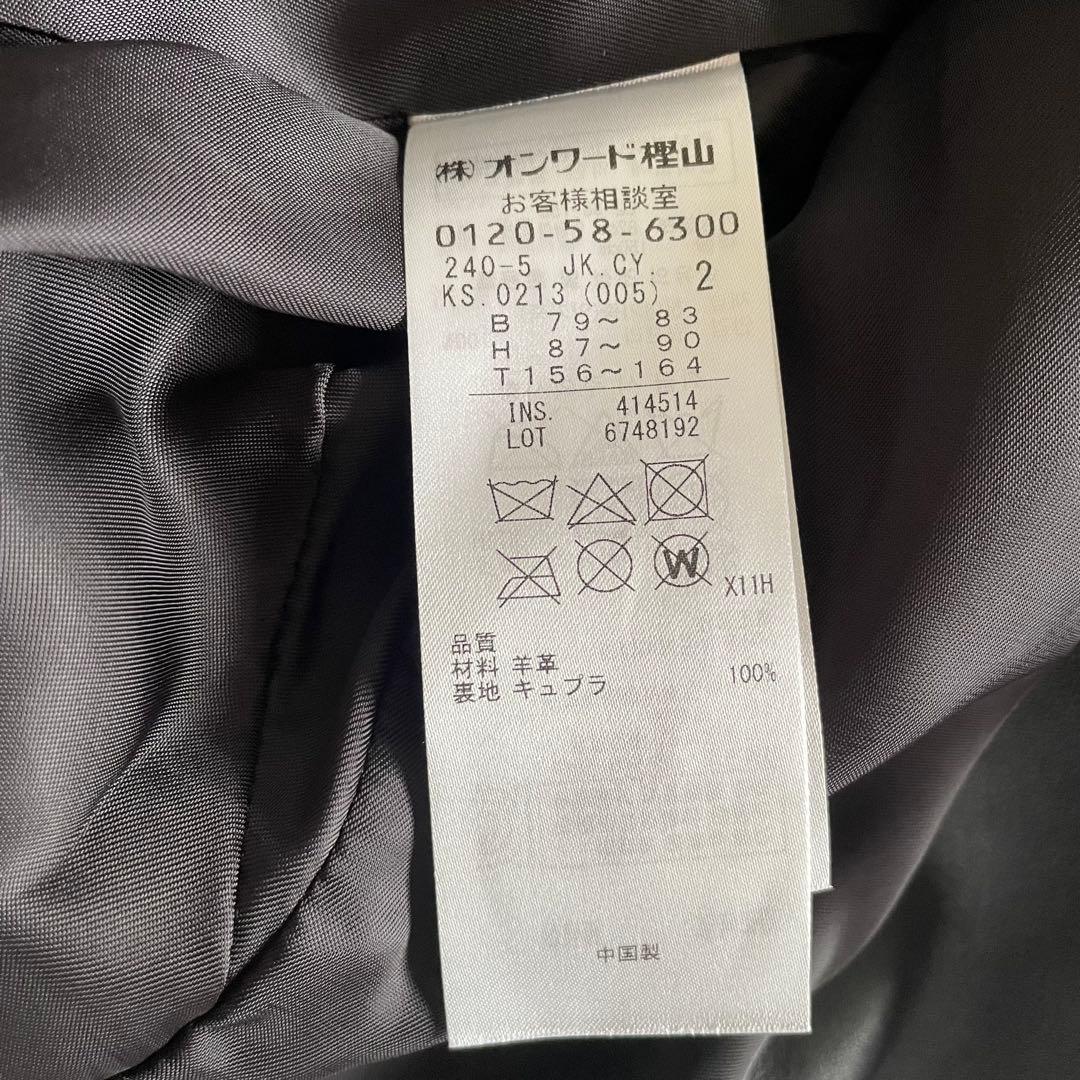 (株)オンワード樫山
お客様相談室
0120-58-6300
240-5 JK.CY. 2
KS.0213 (005)
B 79~ 83
H 87~ 90
T156~164
INS. 414514
LOT 6748192
W
X11H
品質
材料 羊革
裏地 キュプラ 100%
中国製